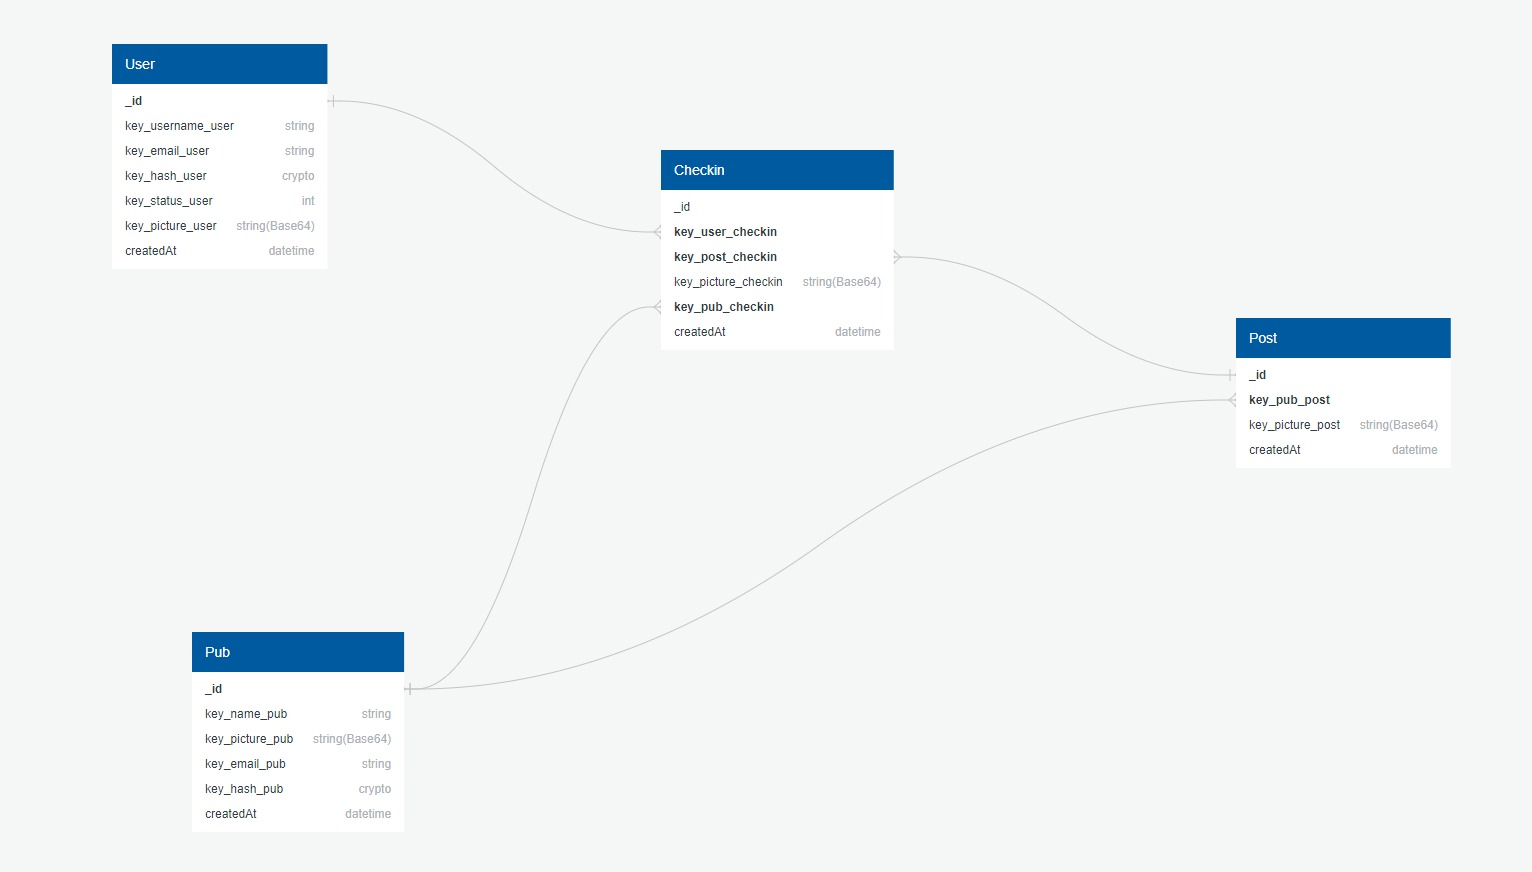 User
_id
key_username_user string
key_email_user string
key_hash_user crypto
key_status_user int
key_picture_user string(Base64)
createdAt datetime
Checkin
_id
key_user_checkin
key_post_checkin
key_picture_checkin string(Base64)
key_pub_checkin
createdAt datetime
Post
_id
key_pub_post
key_picture_post string(Base64)
createdAt datetime
Pub
_id
key_name_pub string
key_picture_pub string(Base64)
key_email_pub string
key_hash_pub crypto
createdAt datetime